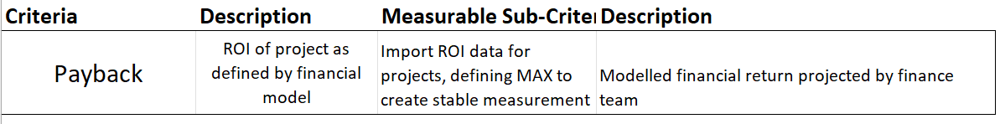 Criteria Description Measurable Sub-Criter Description
Payback
ROI of project as
defined by financial
model
Import ROI data for
projects, defining MAX to
create stable measurement
Modelled financial return projected by finance
team